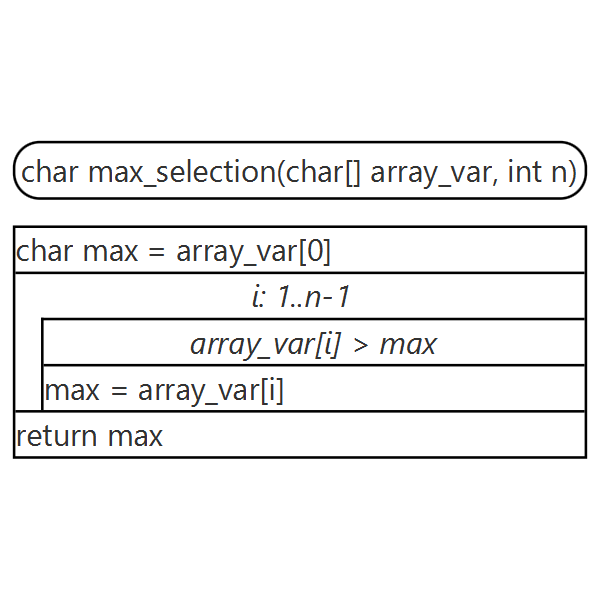 char max_selection(char[] array_var, int n)
char max = array_var[0]
i: 1..n-1
array_var[i] > max
max = array_var[i]
return max